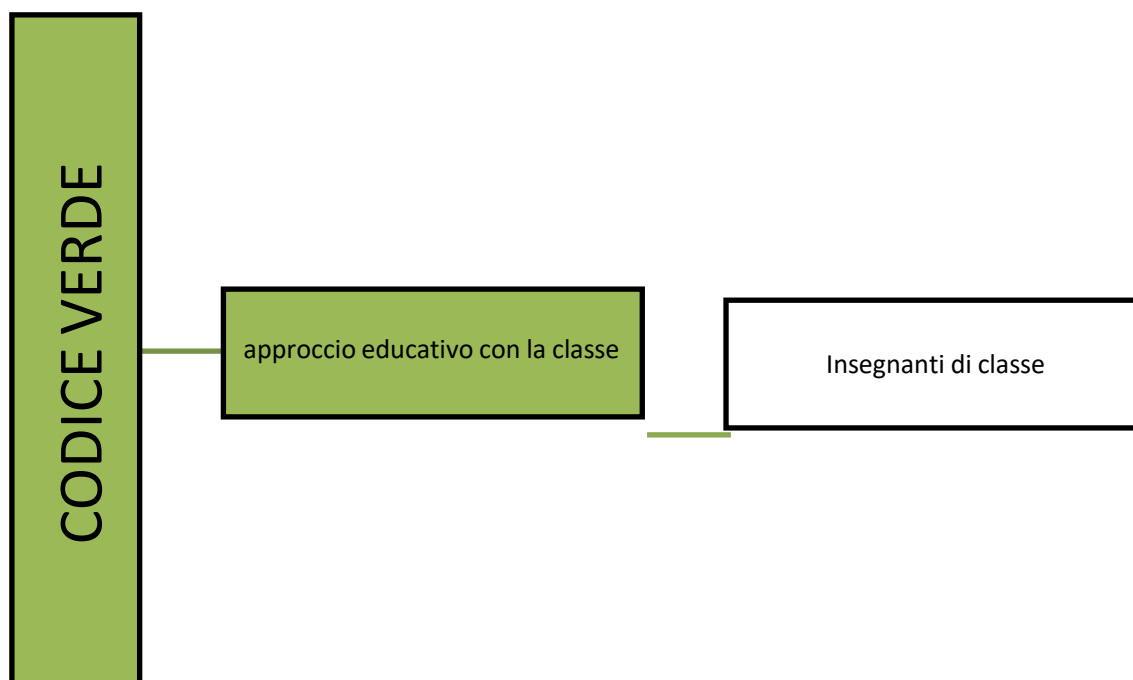 CODICE VERDE
approccio educativo con la classe
Insegnanti di classe